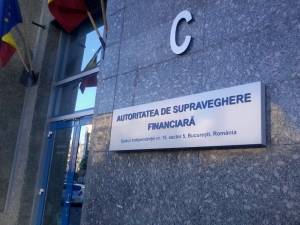 C
AUTORITATEA DE SUPRAVEGHERE
FINANCIARĂ
Splaiul Independenței nr. 15, sector 5, București, România